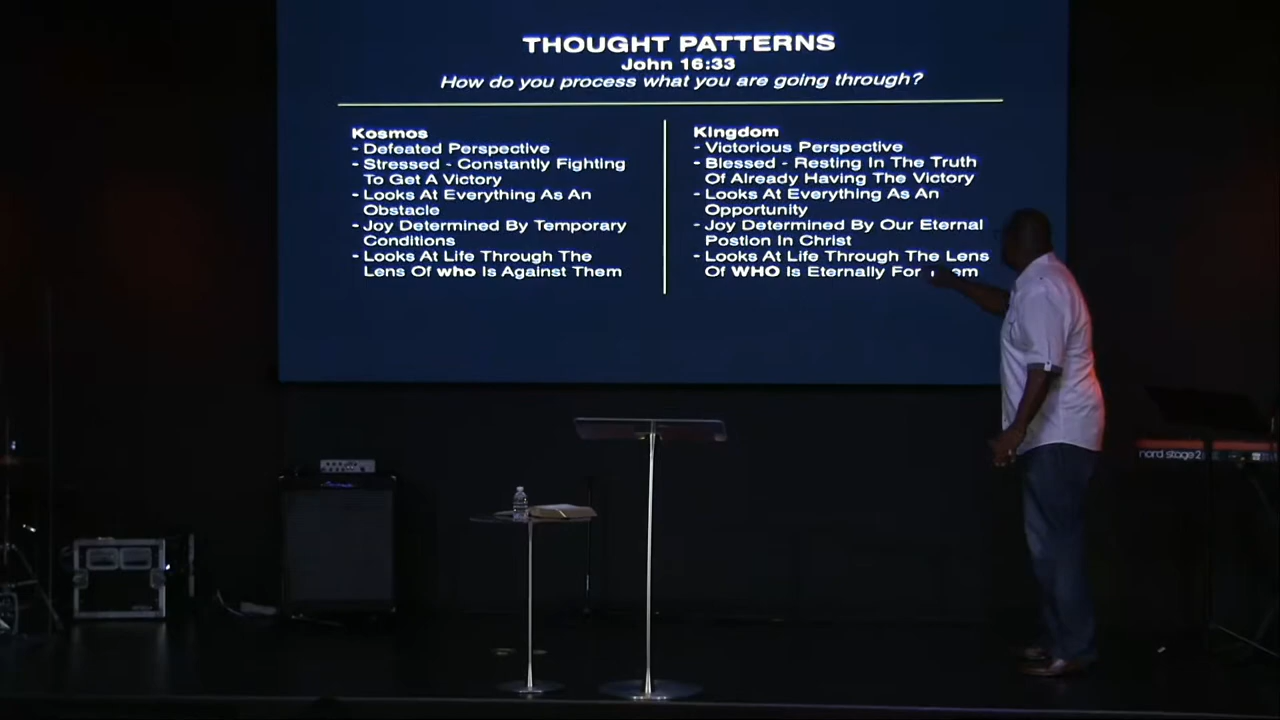 THOUGHT PATTERNS
John 16:33
How do you process what you are going through?
Kosmos
- Defeated Perspective
- Stressed - Constantly Fighting
To Get A Victory
- Looks At Everything As An
Obstacle
- Joy Determined By Temporary
Conditions
- Looks At Life Through The
Lens Of who Is Against Them
Kingdom
- Victorious Perspective
- Blessed - Resting In The Truth
Of Already Having The Victory
- Looks At Everything As An
Opportunity
- Joy Determined By Our Eternal
Postion In Christ
- Looks At Life Through The Lens
Of WHO Is Eternally For
nord stage 2